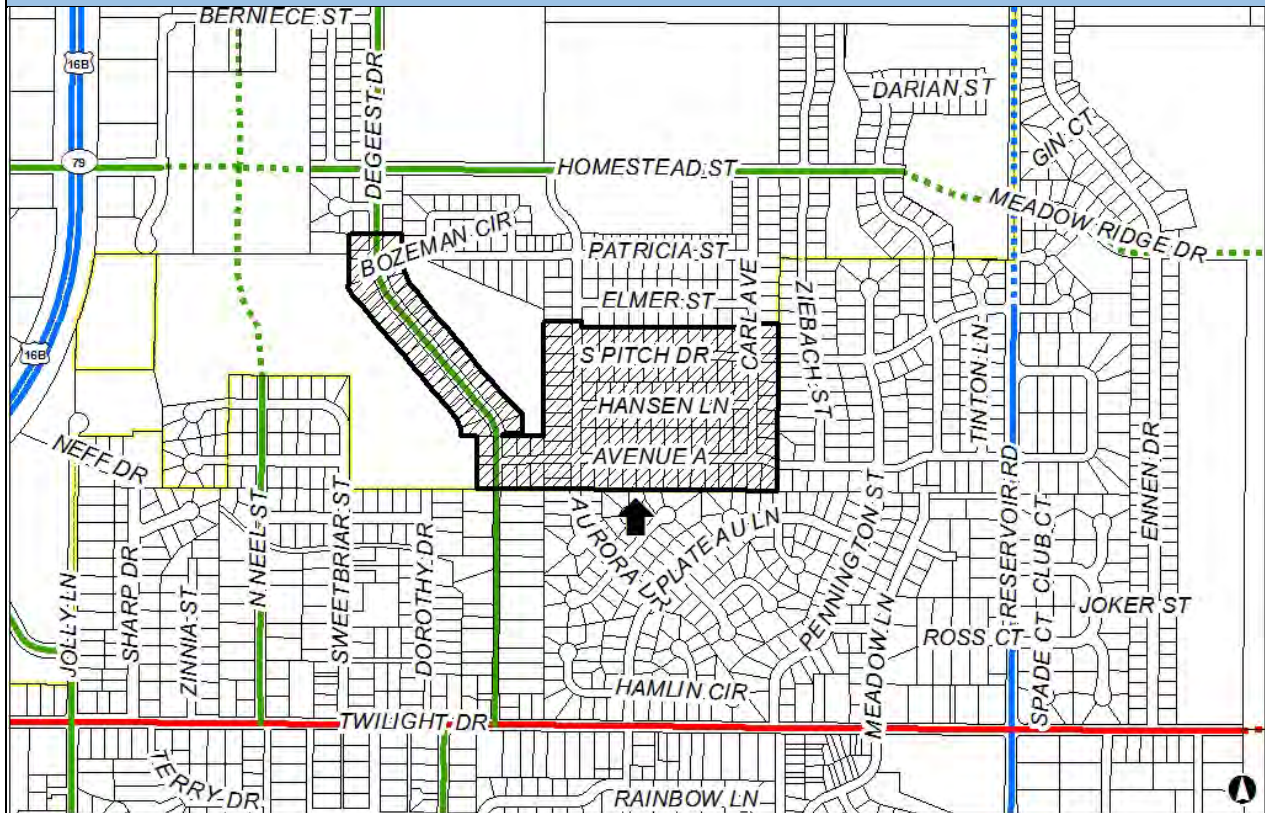 BERNIECE ST
16B
DEGEEST DR
DARIAN ST
GIN CT
79
HOMESTEAD ST
MEADOW RIDGE DR
BOZEMAN CIR
PATRICIA ST
ELMER ST
CARL AVE
ZIEBACH ST
16B
S PITCH DR
TINTON LN
HANSEN LN
AVENUE A
NEFF DR
ENNEN DR
N NEEL ST
SWEETBRIAR ST
DOROTHY DR
AURORA DR
PLATEAU LN
PENNINGTON ST
RESERVOIR RD
SPADE CT
CLUB CT
JOLLY LN
SHARP DR
ZINNIA ST
MEADOW LN
JOKER ST
ROSS CT
HAMLIN CIR
TWILIGHT DR
TERRY DR
RAINBOW LN